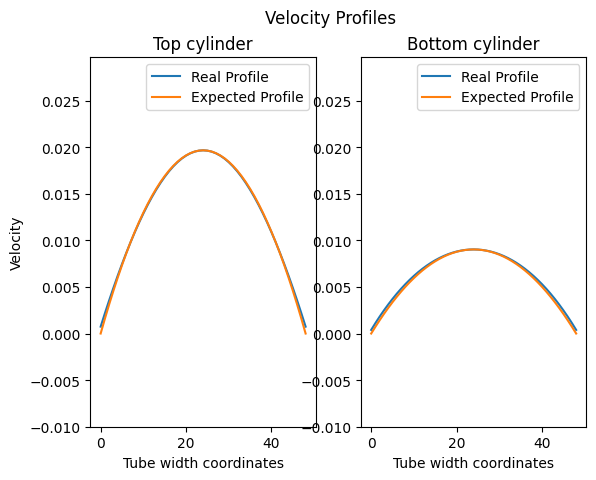 Velocity Profiles
Top cylinder
Bottom cylinder
Real Profile
Expected Profile
Real Profile
Expected Profile
Velocity
0.025
0.020
0.015
0.010
0.005
0.000
−0.005
−0.010
0.025
0.020
0.015
0.010
0.005
0.000
−0.005
−0.010
0 20 40
0 20 40
Tube width coordinates
Tube width coordinates